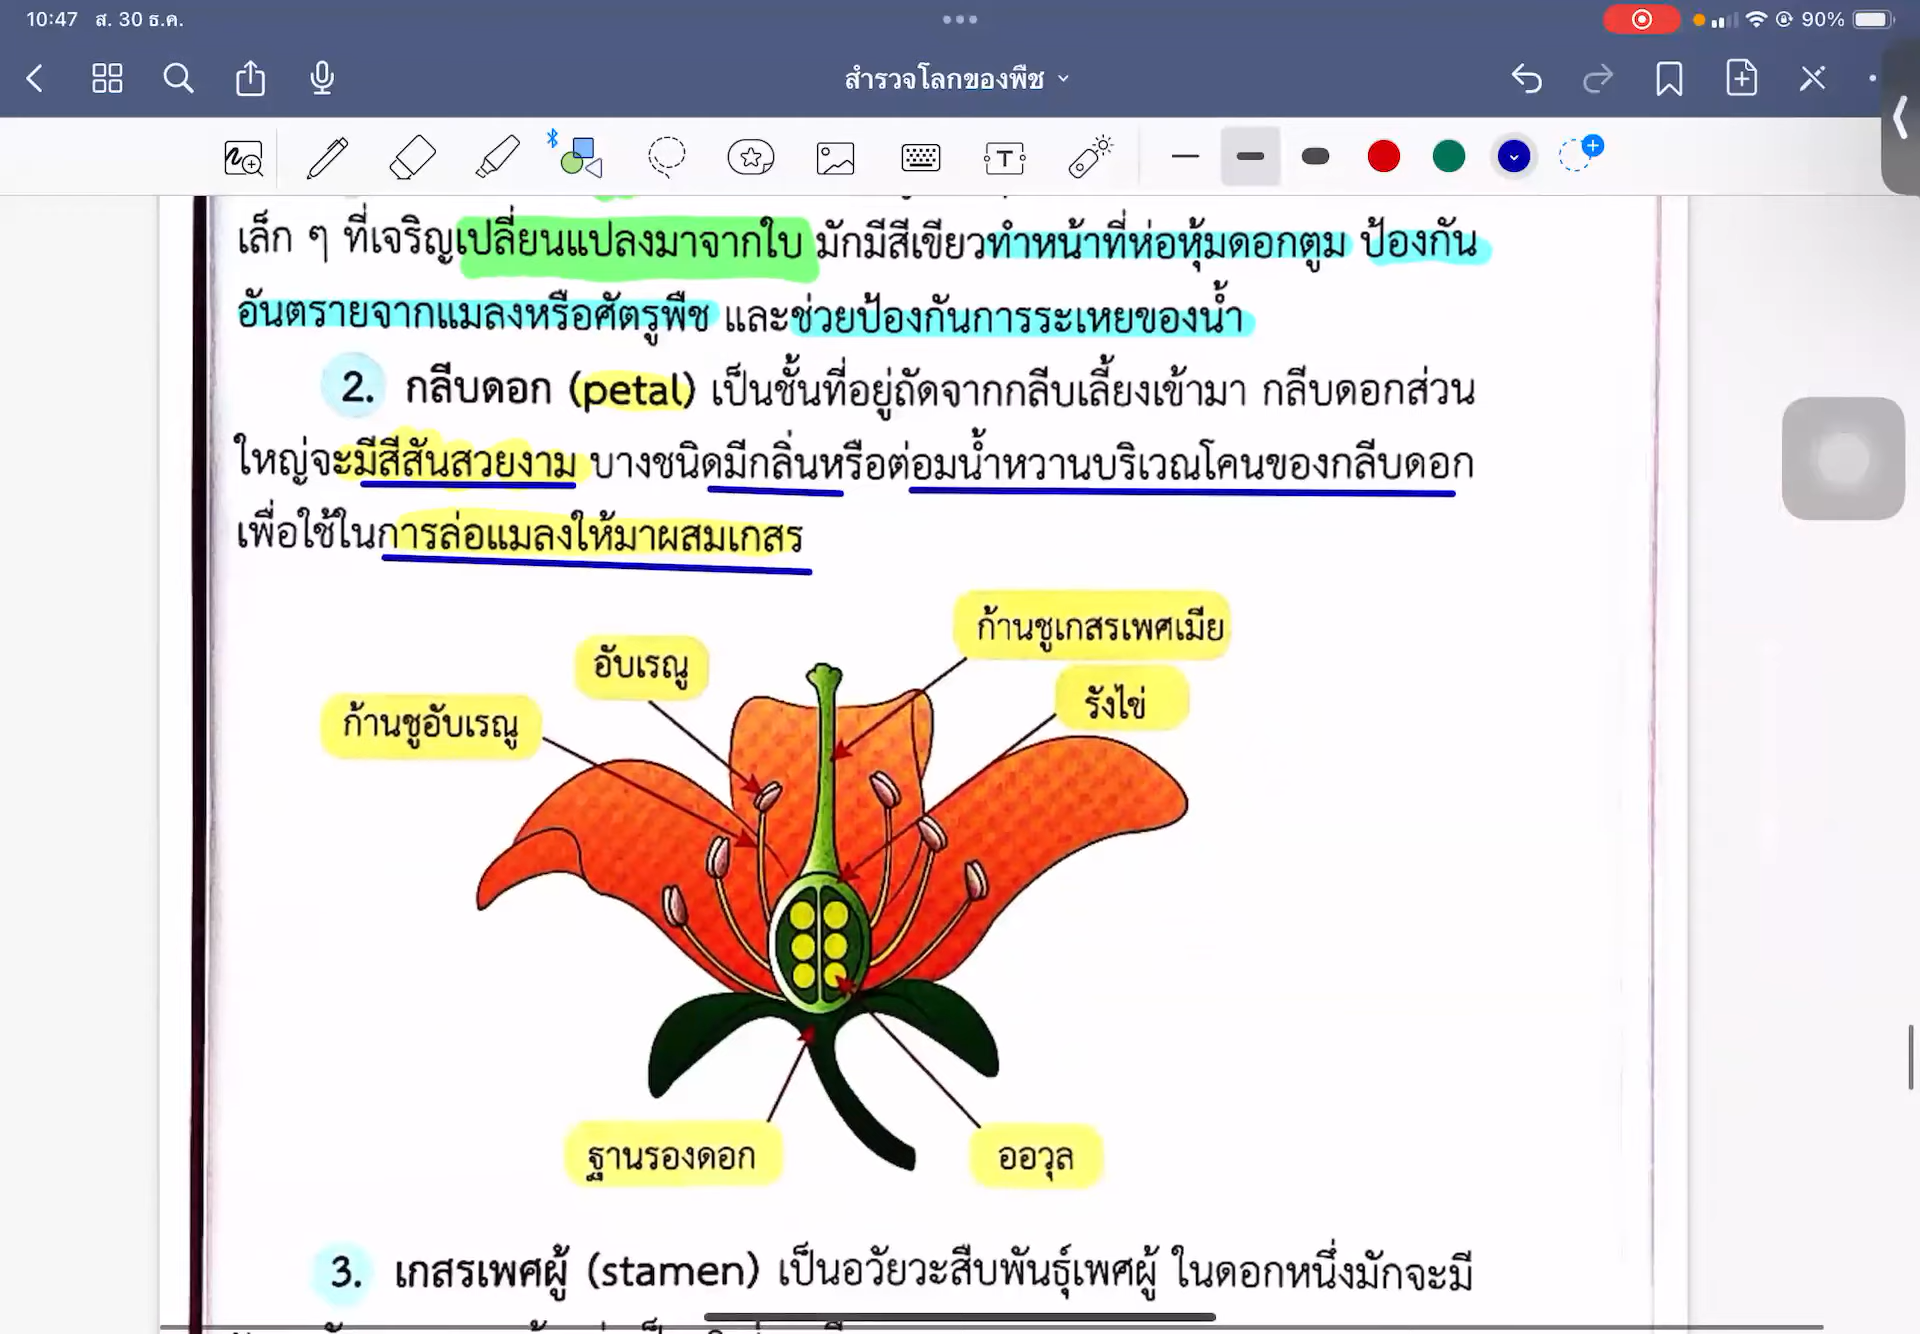 10:47 ส. 30 ธ.ค.
90%
สำรวจโลกของพืช
เล็ก ๆ ที่เจริญเปลี่ยนแปลงมาจากใบ มักมีสีเขียวทำหน้าที่ห่อหุ้มดอกตูม ป้องกัน
อันตรายจากแมลงหรือศัตรูพืช และช่วยป้องกันการระเหยของน้ำ
2. กลีบดอก (petal) เป็นชั้นที่อยู่ถัดจากกลีบเลี้ยงเข้ามา กลีบดอกส่วน
ใหญ่จะมีสีสันสวยงาม บางชนิดมีกลิ่นหรือต่อมน้ำหวานบริเวณโคนของกลีบดอก
เพื่อใช้ในการล่อแมลงให้มาผสมเกสร
ก้านชูเกสรเพศเมีย
อับเรณู
รังไข่
ก้านชูอับเรณู
ฐานรองดอก
ออวุล
3. เกสรเพศผู้ (stamen) เป็นอวัยวะสืบพันธุ์เพศผู้ ในดอกหนึ่งมักจะมี